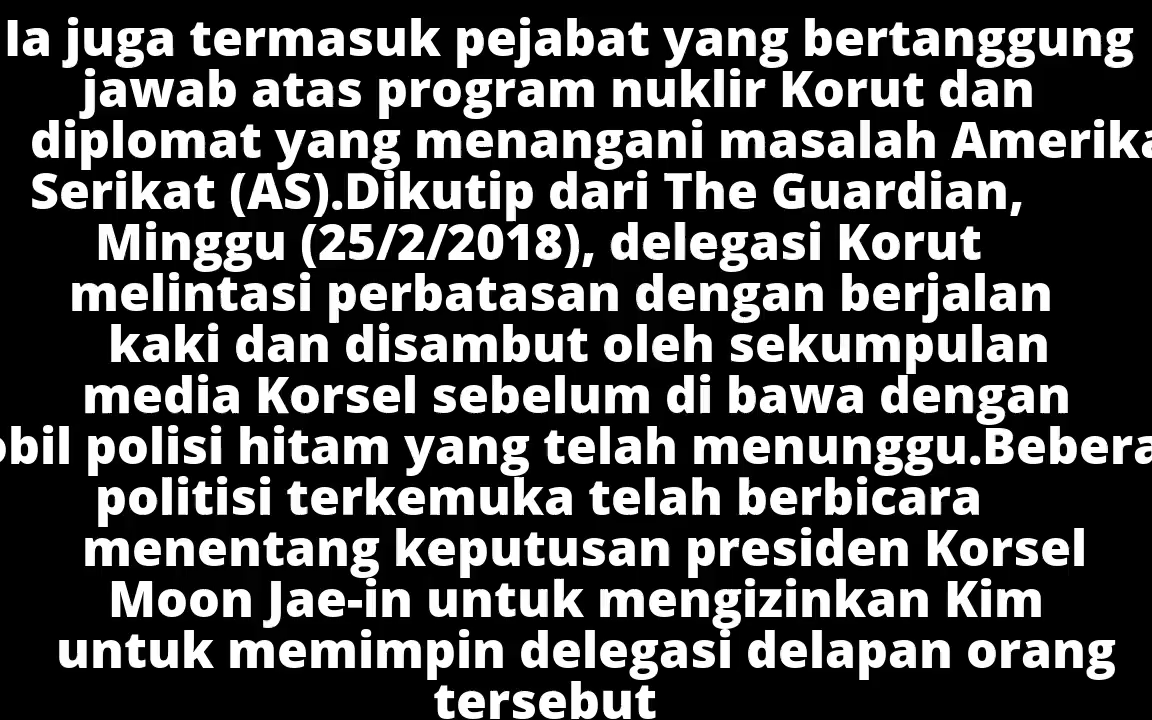 Ia juga termasuk pejabat yang bertanggung
jawab atas program nuklir Korut dan
diplomat yang menangani masalah Amerika
Serikat (AS).Dikutip dari The Guardian,
Minggu (25/2/2018), delegasi Korut
melintasi perbatasan dengan berjalan
kaki dan disambut oleh sekumpulan
media Korsel sebelum di bawa dengan
obil polisi hitam yang telah menunggu.Bebera
politisi terkemuka telah berbicara
menentang keputusan presiden Korsel
Moon Jae-in untuk mengizinkan Kim
untuk memimpin delegasi delapan orang
tersebut